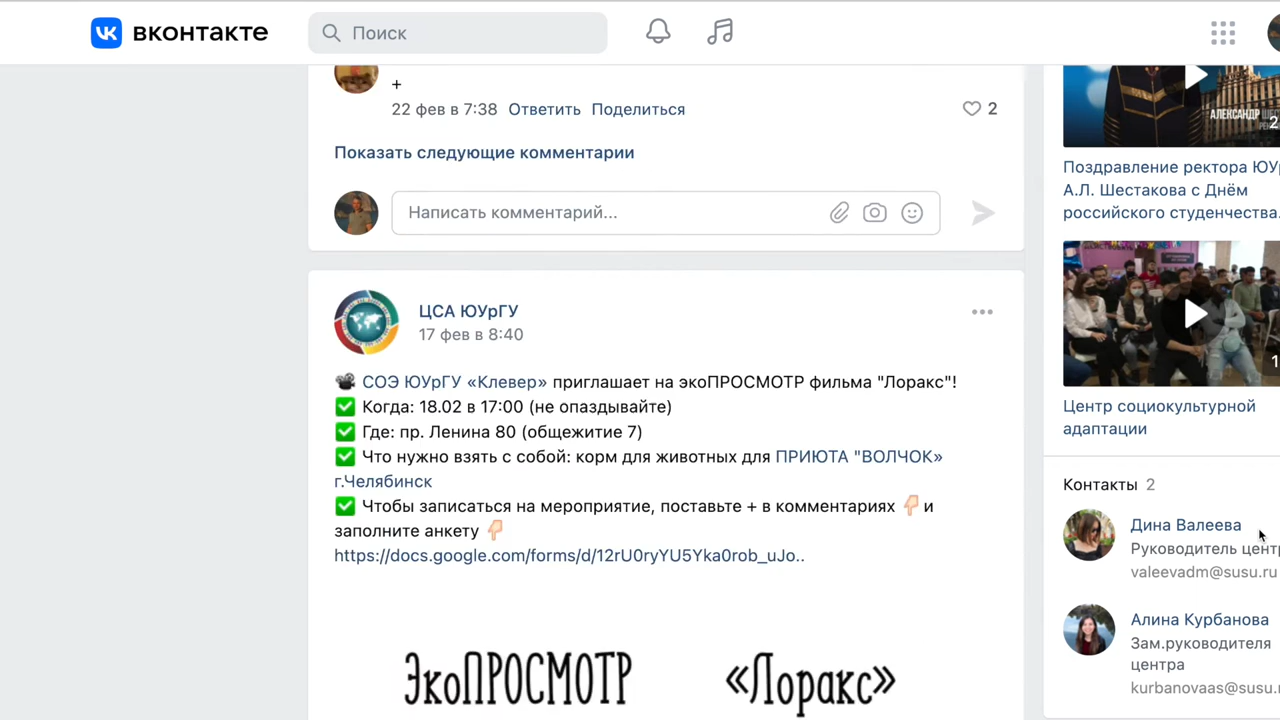 вконтакте
Поиск
+
22 фев в 7:38 Ответить Поделиться
2
Показать следующие комментарии
Написать комментарий...
ЦСА ЮУрГУ
17 фев в 8:40
СОЭ ЮУрГУ «Клевер» приглашает на экоПРОСМОТР фильма "Лоракс"!
Когда: 18.02 в 17:00 (не опаздывайте)
Где: пр. Ленина 80 (общежитие 7)
Что нужно взять с собой: корм для животных для ПРИЮТА "ВОЛЧОК»
г.Челябинск
Чтобы записаться на мероприятие, поставьте + в комментариях и
заполните анкету
https://docs.google.com/forms/d/12rU0ryYU5Yka0rob_uJo..
ЭкоПРОСМОТР «Лоракс»
АЛЕКСАНДР
2
Поздравление ректора
А.Л. Шестакова с Днём
российского студенчества.
1
Центр социокультурной
адаптации
Контакты 2
Дина Валеева
Руководитель
valeevadm@susu.ru
Алина Курбанова
Зам.руководителя
центра
kurbanovaas@susu.